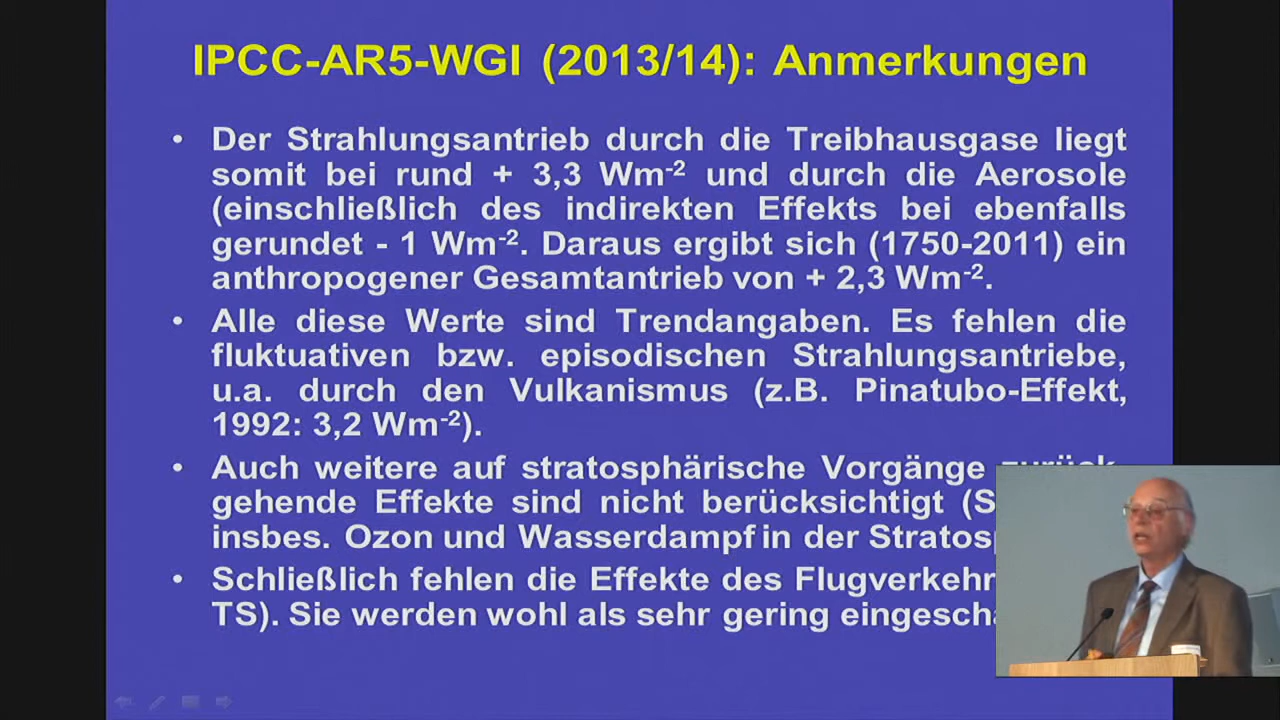 IPCC-AR5-WGI (2013/14): Anmerkungen
• Der Strahlungsantrieb durch die Treibhausgase liegt
somit bei rund + 3,3 Wm⁻² und durch die Aerosole
(einschließlich des indirekten Effekts bei ebenfalls
gerundet - 1 Wm⁻². Daraus ergibt sich (1750-2011) ein
anthropogener Gesamtantrieb von + 2,3 Wm⁻².
• Alle diese Werte sind Trendangaben. Es fehlen die
fluktuativen bzw. episodischen Strahlungsantriebe,
u.a. durch den Vulkanismus (z.B. Pinatubo-Effekt,
1992: 3,2 Wm⁻²).
• Auch weitere auf stratosphärische Vorgänge
gehende Effekte sind nicht berücksichtigt
insbes. Ozon und Wasserdampf in der
• Schließlich fehlen die Effekte des
TS). Sie werden wohl als sehr gering